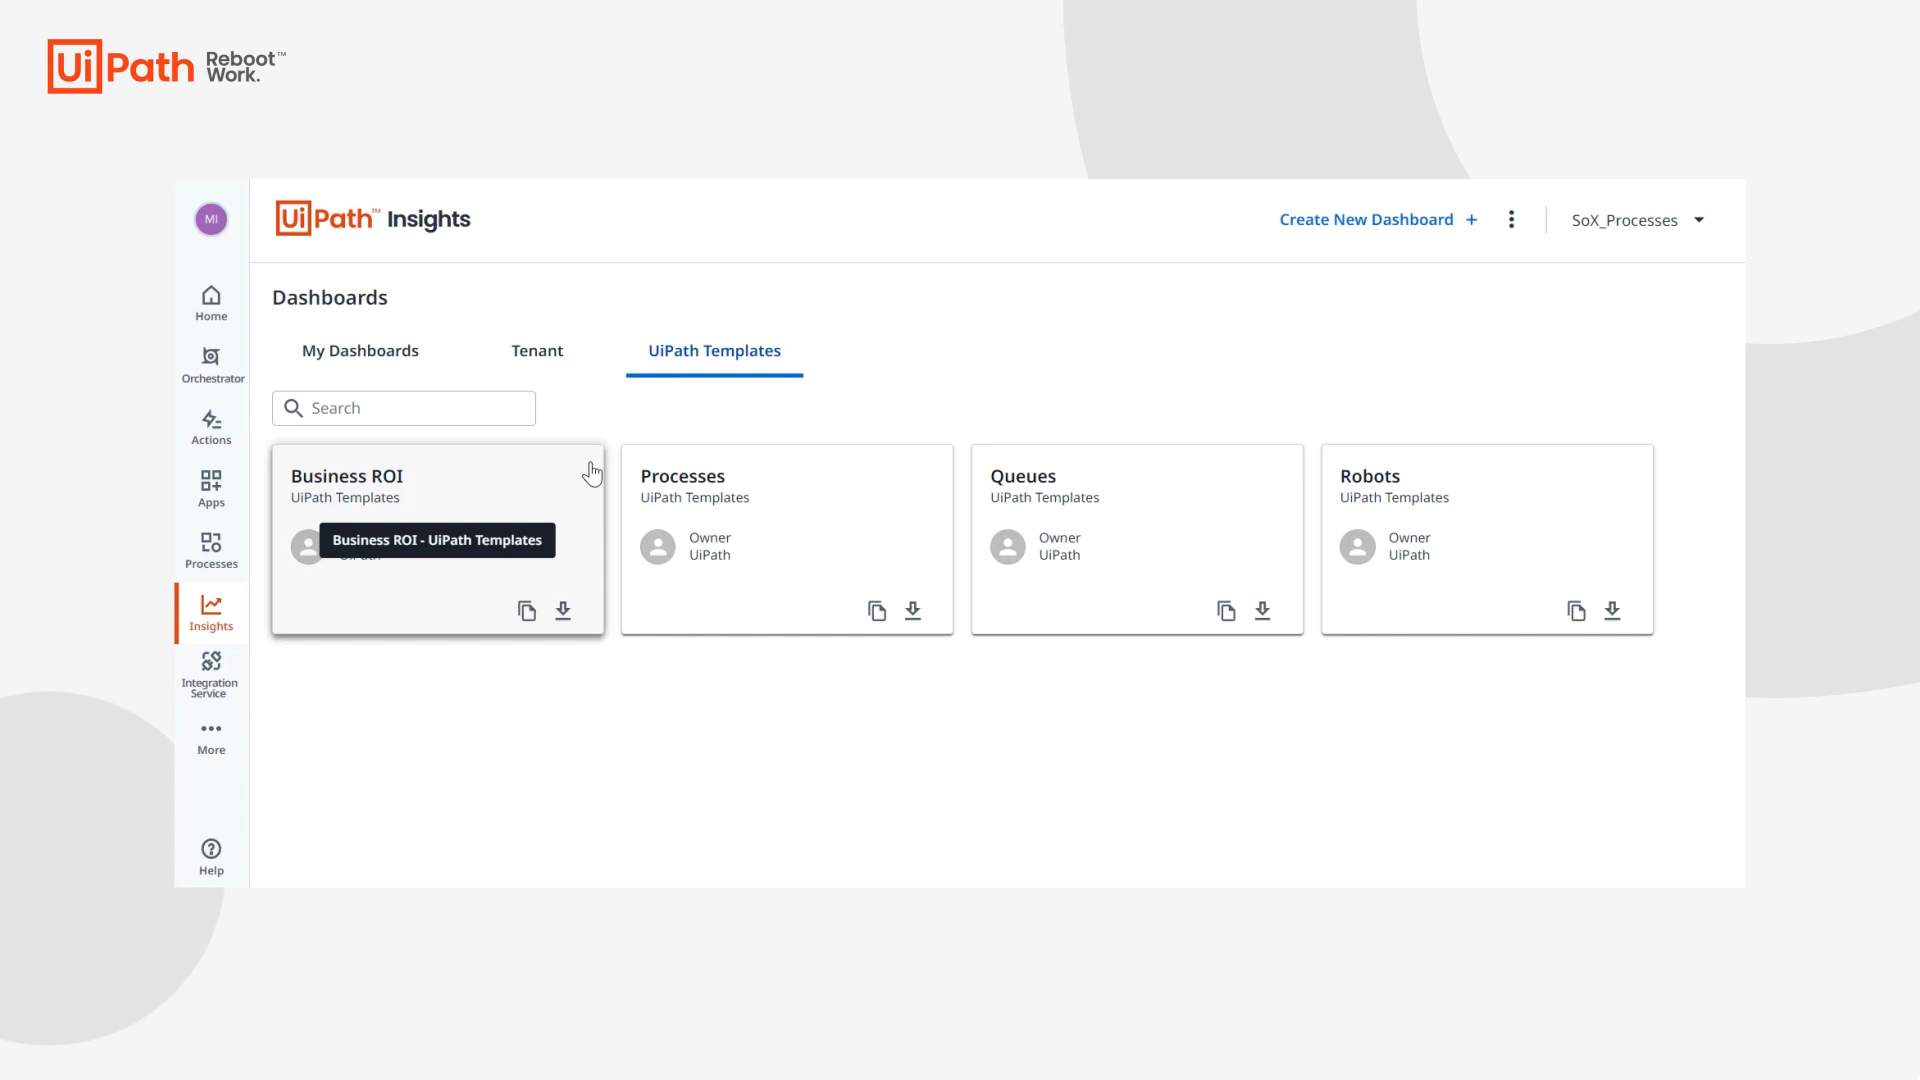 UiPath Reboot™
Work.
MI
UiPath™ Insights
Create New Dashboard +
SoX_Processes
Home
Orchestrator
Actions
Apps
Processes
Insights
Integration
Service
More
Help
Dashboards
My Dashboards
Tenant
UiPath Templates
Search
Business ROI
UiPath Templates
Business ROI - UiPath Templates
Processes
UiPath Templates
Owner
UiPath
Queues
UiPath Templates
Owner
UiPath
Robots
UiPath Templates
Owner
UiPath